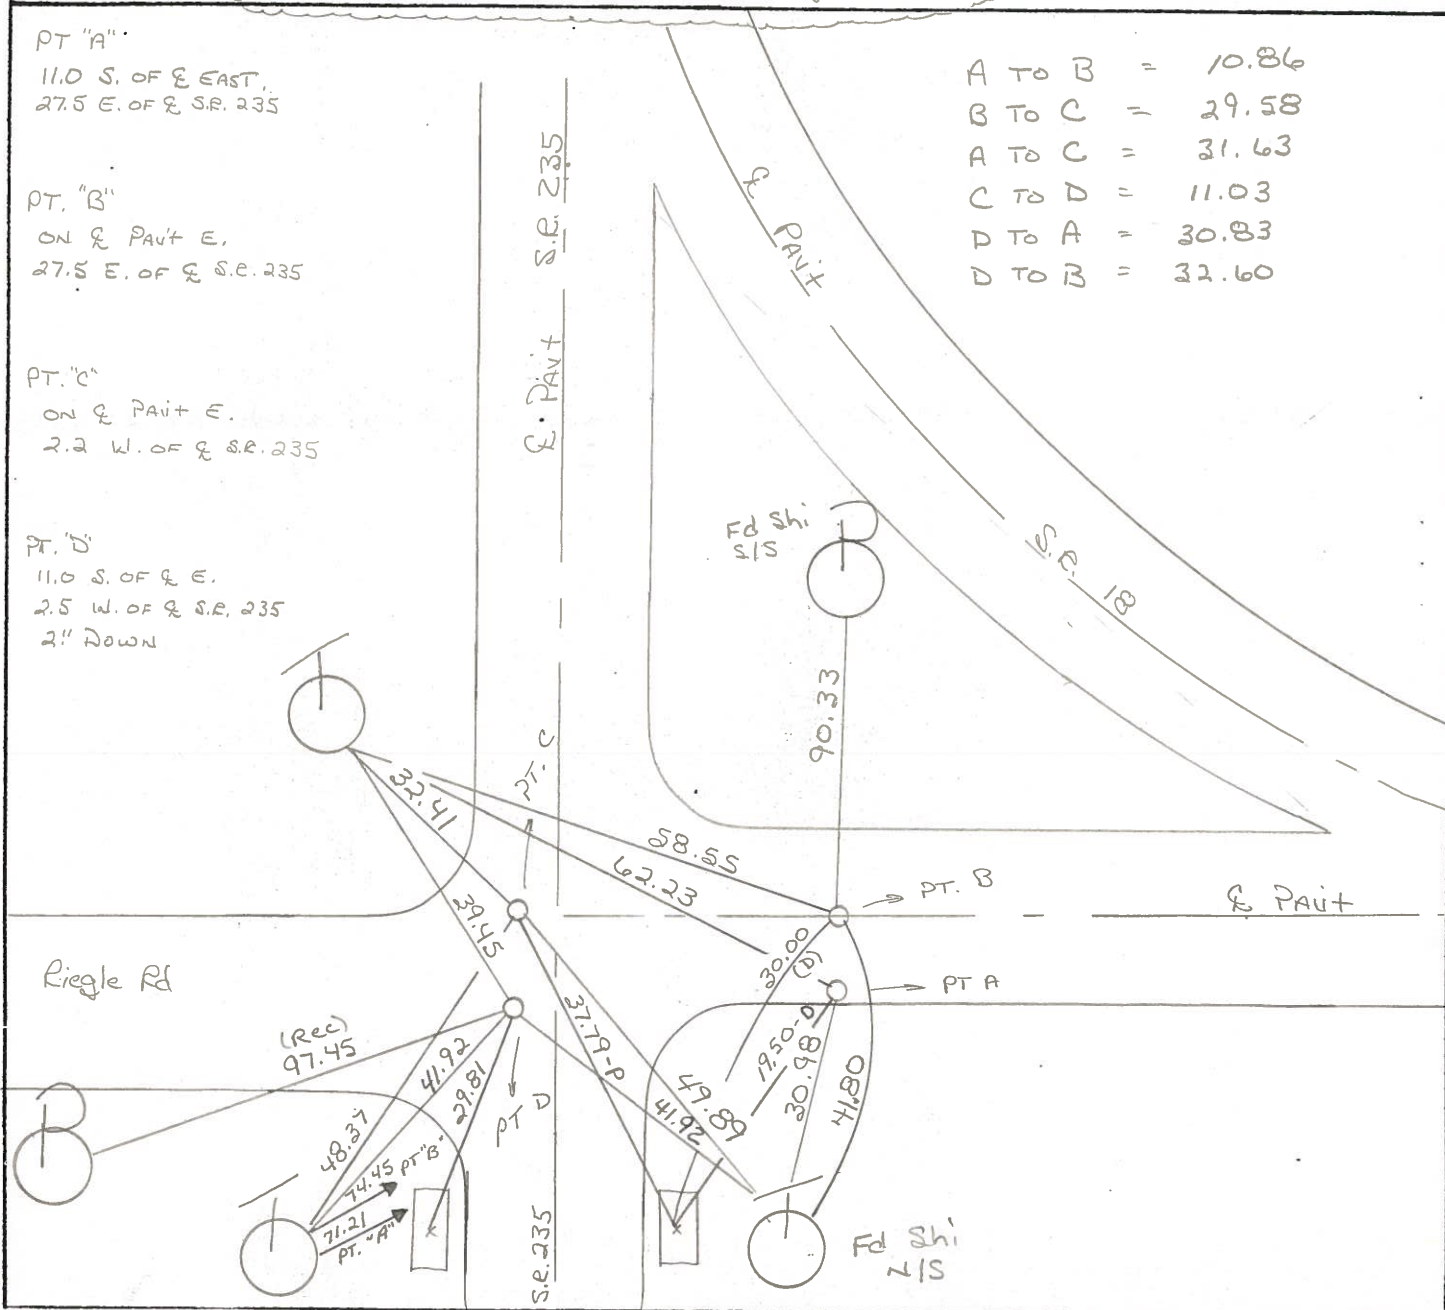 PT "A"
11.0 S. OF ℄ EAST.
27.5 E. OF ℄ S.R. 235
PT. "B"
ON ℄ PAV't E.
27.5 E. OF ℄ S.R. 235
PT. "C"
ON ℄ PAV't E.
2.2 W. OF ℄ S.R. 235
PT. "D"
11.0 S. OF ℄ E.
2.5 W. OF ℄ S.R. 235
2" DOWN
A TO B = 10.86
B TO C = 29.58
A TO C = 31.63
C TO D = 11.03
D TO A = 30.83
D TO B = 32.60
℄ PAV't S.R. 235
℄ PAV't
S.R. 18
Fd Shi
S/S
90.33
PT. C
32.41
58.55
62.23
39.45
PT. B
℄ PAV't
30.00
(D)
PT A
Riegle Rd
(REC)
97.45
41.92
29.81
48.37
PT D
37.79-P
49.89
41.92
19.50-D
30.98
41.80
74.45 PT "B"
71.21
PT. "A"
S.R. 235
Fd Shi
N/S